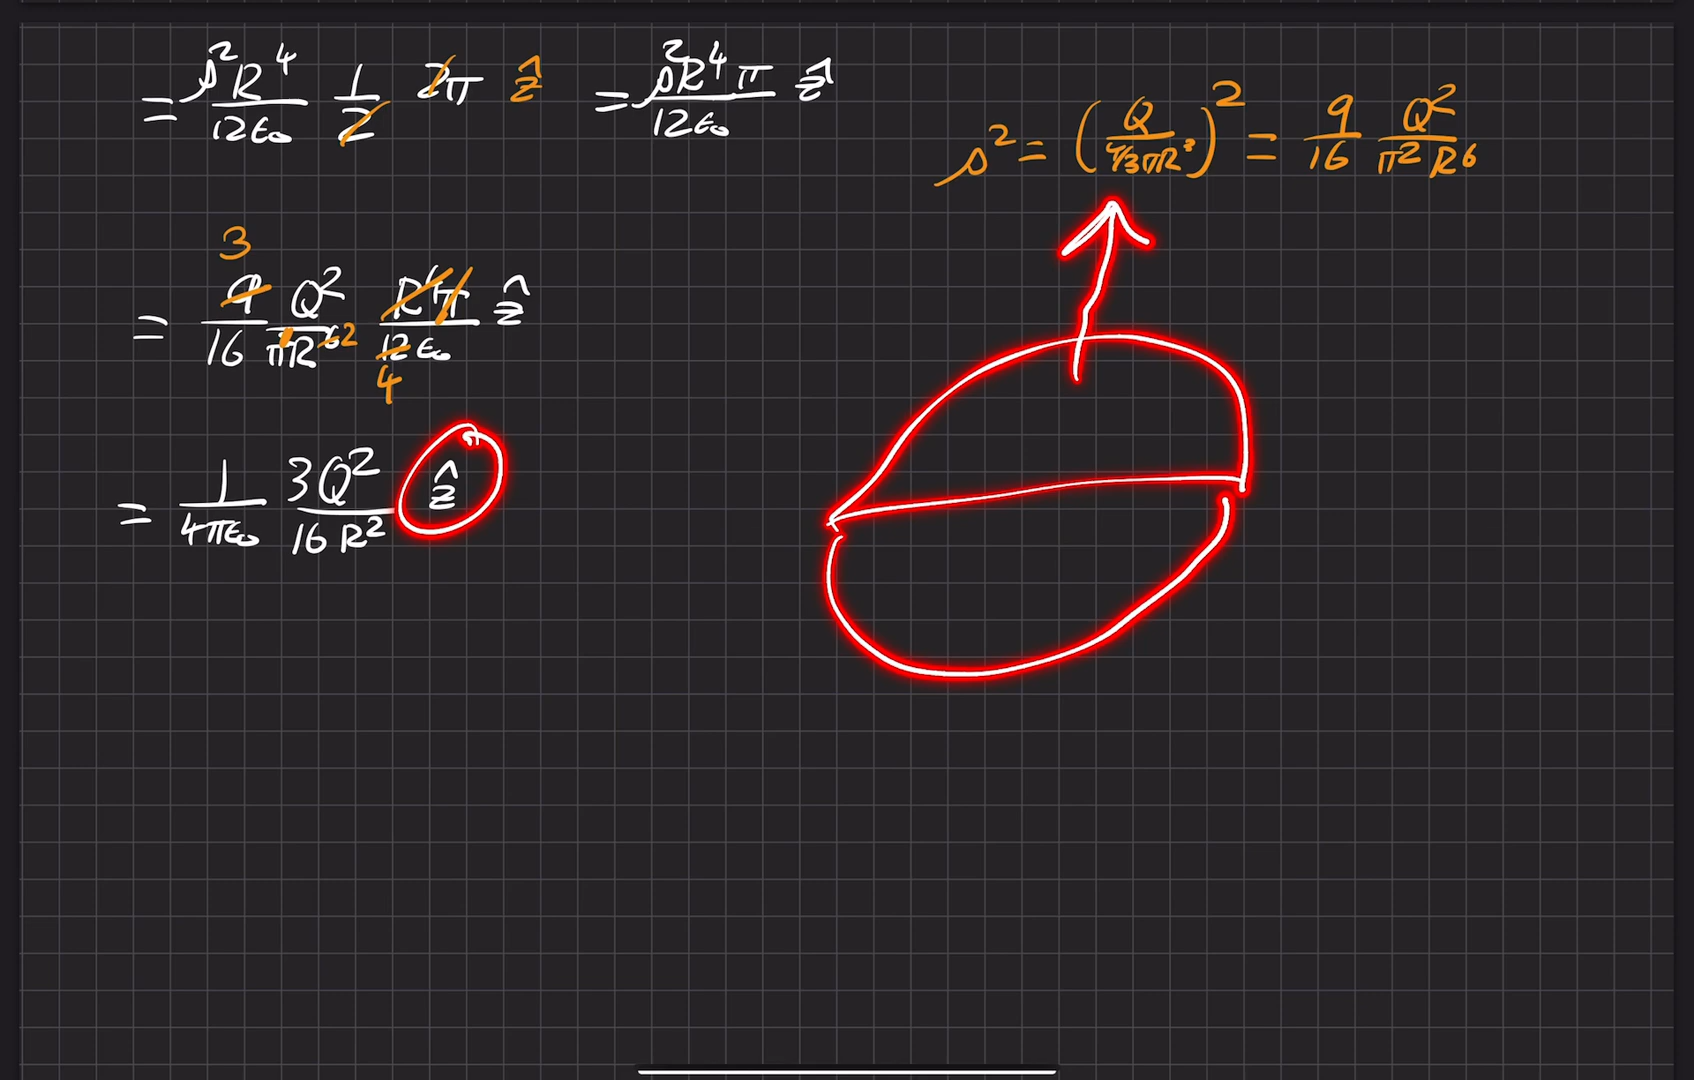 = ρ²R⁴/12ε₀ 1/2 2π ẑ = ρ²R⁴π/12ε₀ ẑ
ρ² = (Q/(4/3πR³))² = 9/16 Q²/π²R⁶
3
= 9/16 Q²/πR⁶ 2 R⁴π/12ε₀ ẑ
4
= 1/4πε₀ 3Q²/16R² ẑ